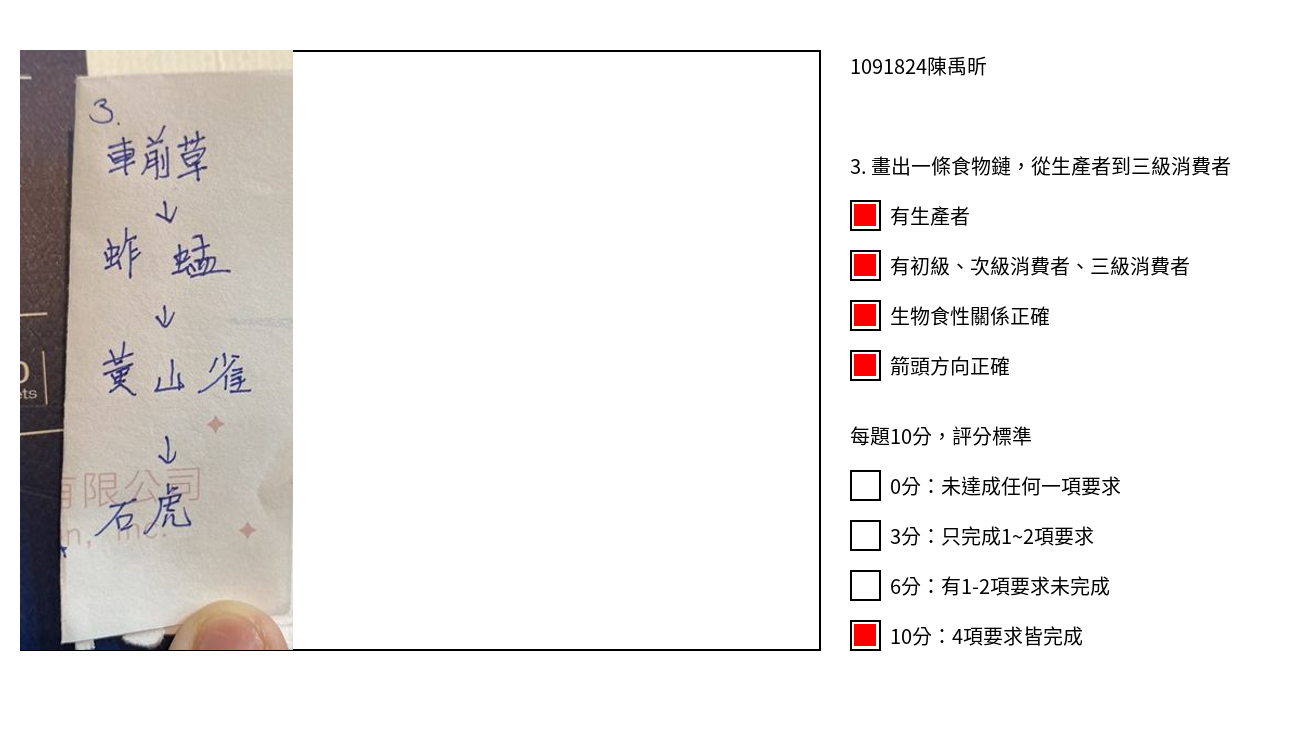 3.
車前草
↓
蚱蜢
↓
黃山雀
↓
石虎
有限公司
n, Inc.
0
ets
1091824陳禹昕
3. 畫出一條食物鏈，從生產者到三級消費者
有生產者
有初級、次級消費者、三級消費者
生物食性關係正確
箭頭方向正確
每題10分，評分標準
0分：未達成任何一項要求
3分：只完成1~2項要求
6分：有1-2項要求未完成
10分：4項要求皆完成